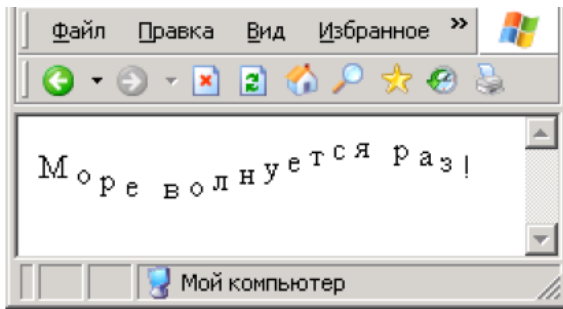 Файл Правка Вид Избранное »
Море волнуется раз!
Мой компьютер